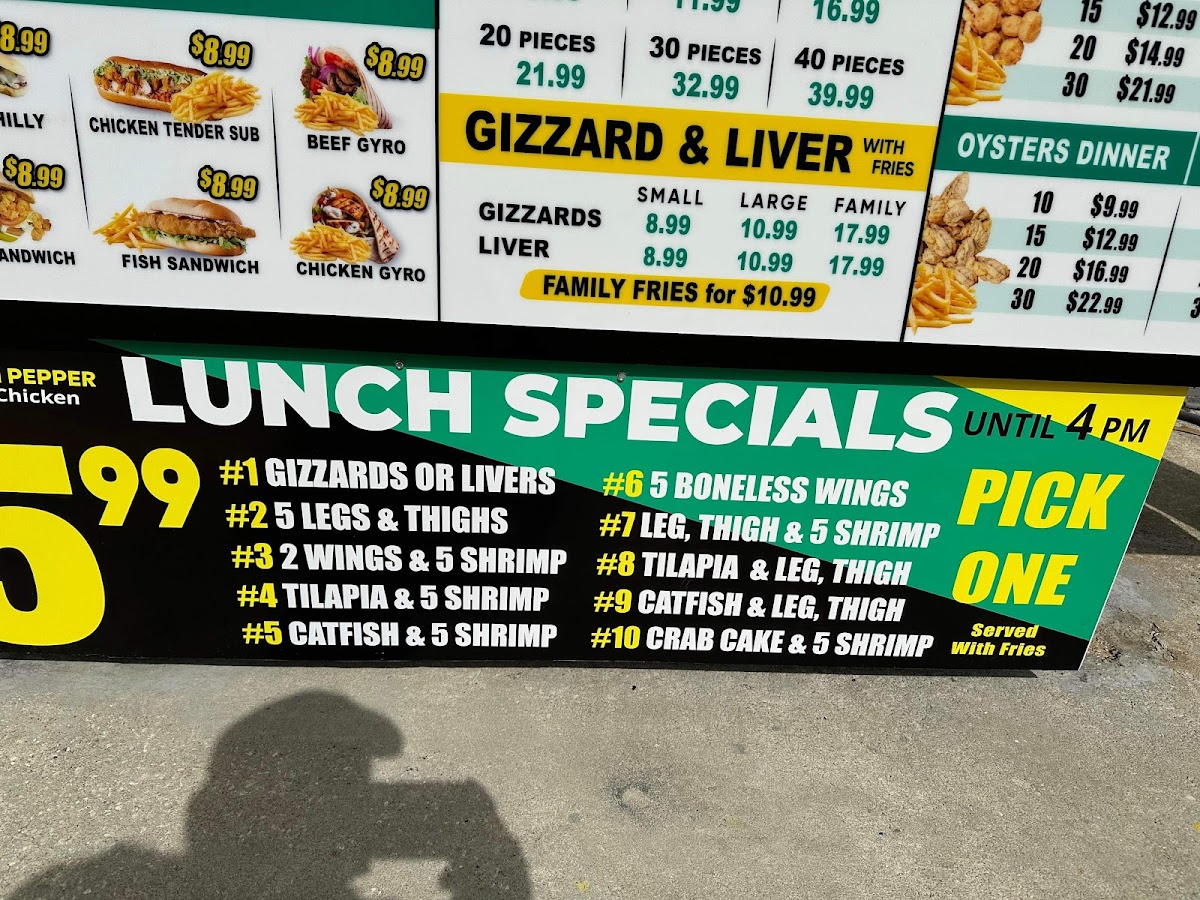 8.99
$8.99
$8.99
CHICKEN TENDER SUB
BEEF GYRO
$8.99
$8.99
$8.99
FISH SANDWICH
CHICKEN GYRO
11.99
16.99
20 PIECES
30 PIECES
40 PIECES
21.99
32.99
39.99
GIZZARD & LIVER WITH FRIES
SMALL LARGE FAMILY
GIZZARDS 8.99 10.99 17.99
LIVER 8.99 10.99 17.99
FAMILY FRIES for $10.99
15 $12.99
20 $14.99
30 $21.99
OYSTERS DINNER
10 $9.99
15 $12.99
20 $16.99
30 $22.99
PEPPER
Chicken
5.99
LUNCH SPECIALS UNTIL 4 PM
#1 GIZZARDS OR LIVERS
#2 5 LEGS & THIGHS
#3 2 WINGS & 5 SHRIMP
#4 TILAPIA & 5 SHRIMP
#5 CATFISH & 5 SHRIMP
#6 5 BONELESS WINGS
#7 LEG, THIGH & 5 SHRIMP
#8 TILAPIA & LEG, THIGH
#9 CATFISH & LEG, THIGH
#10 CRAB CAKE & 5 SHRIMP
PICK
ONE
Served
With Fries